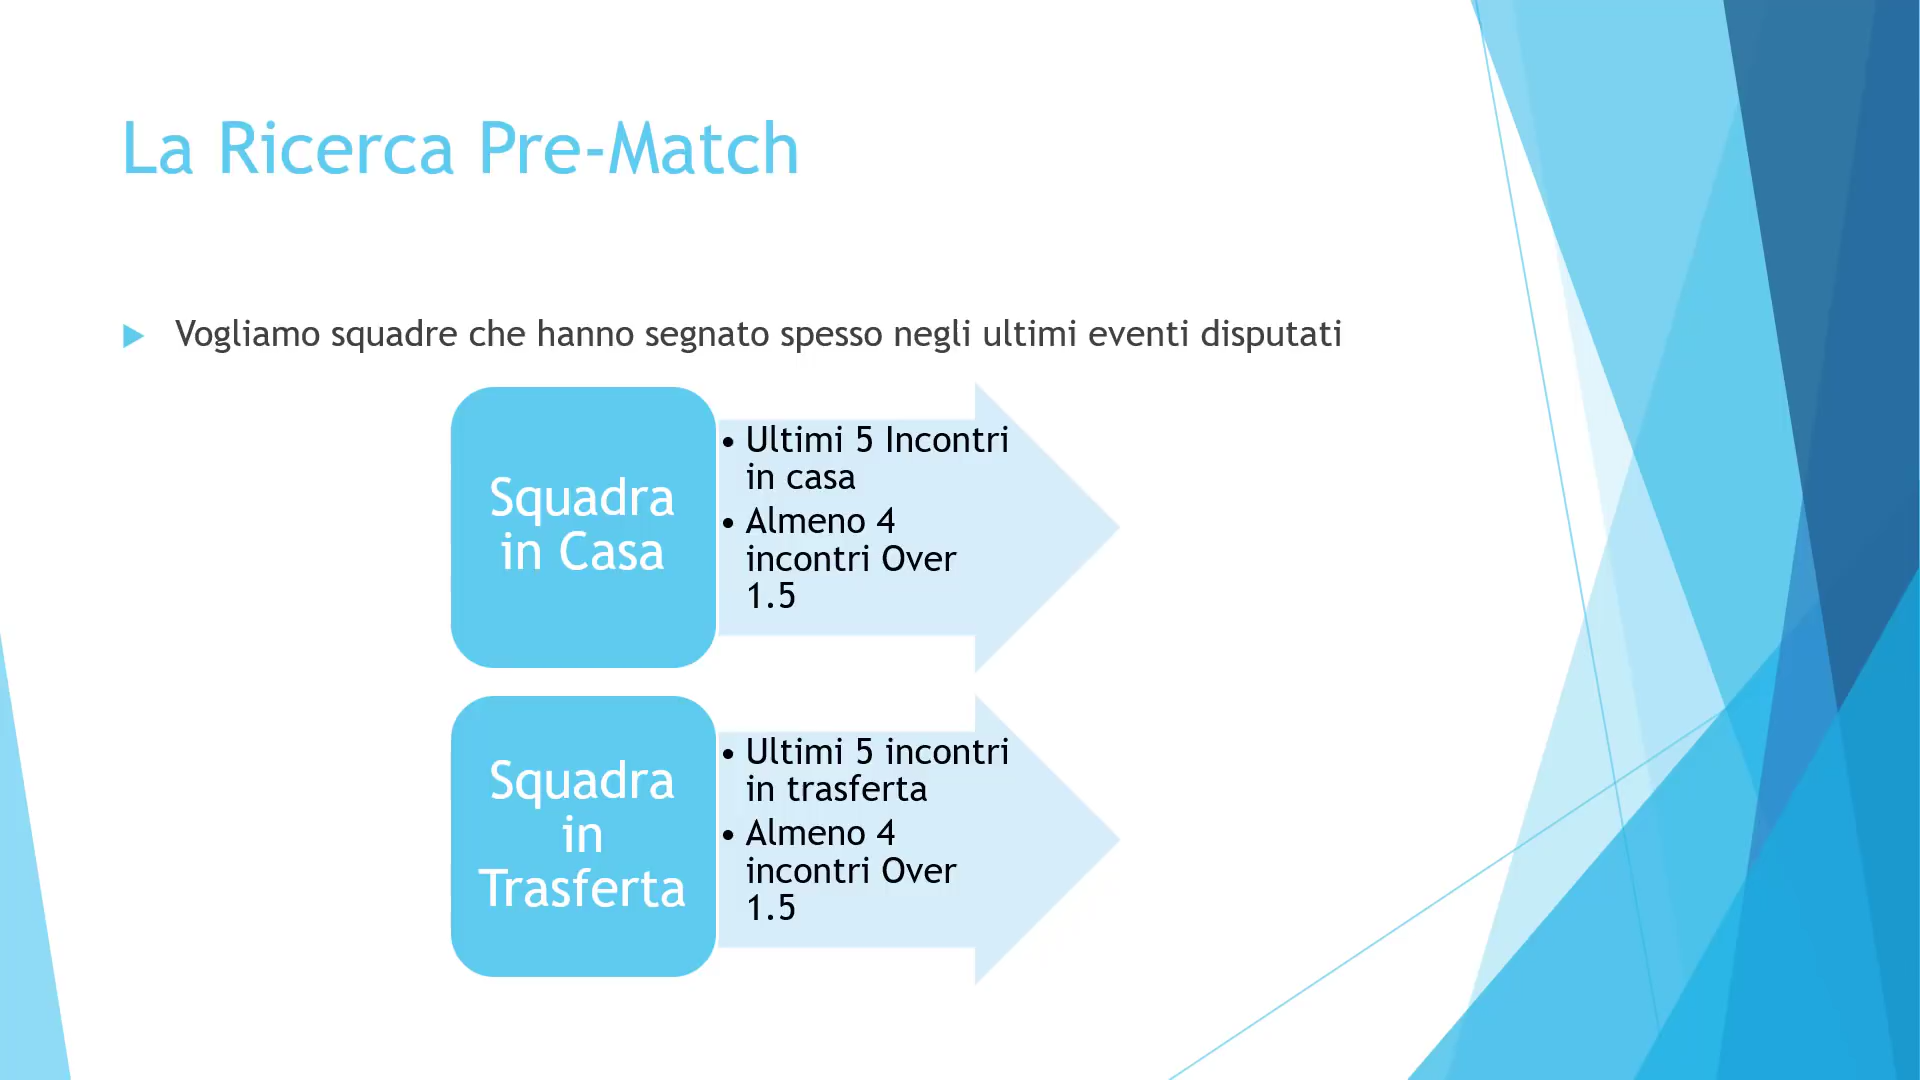 La Ricerca Pre-Match
Vogliamo squadre che hanno segnato spesso negli ultimi eventi disputati
Squadra
in Casa
• Ultimi 5 Incontri
in casa
• Almeno 4
incontri Over
1.5
Squadra
in
Trasferta
• Ultimi 5 incontri
in trasferta
• Almeno 4
incontri Over
1.5